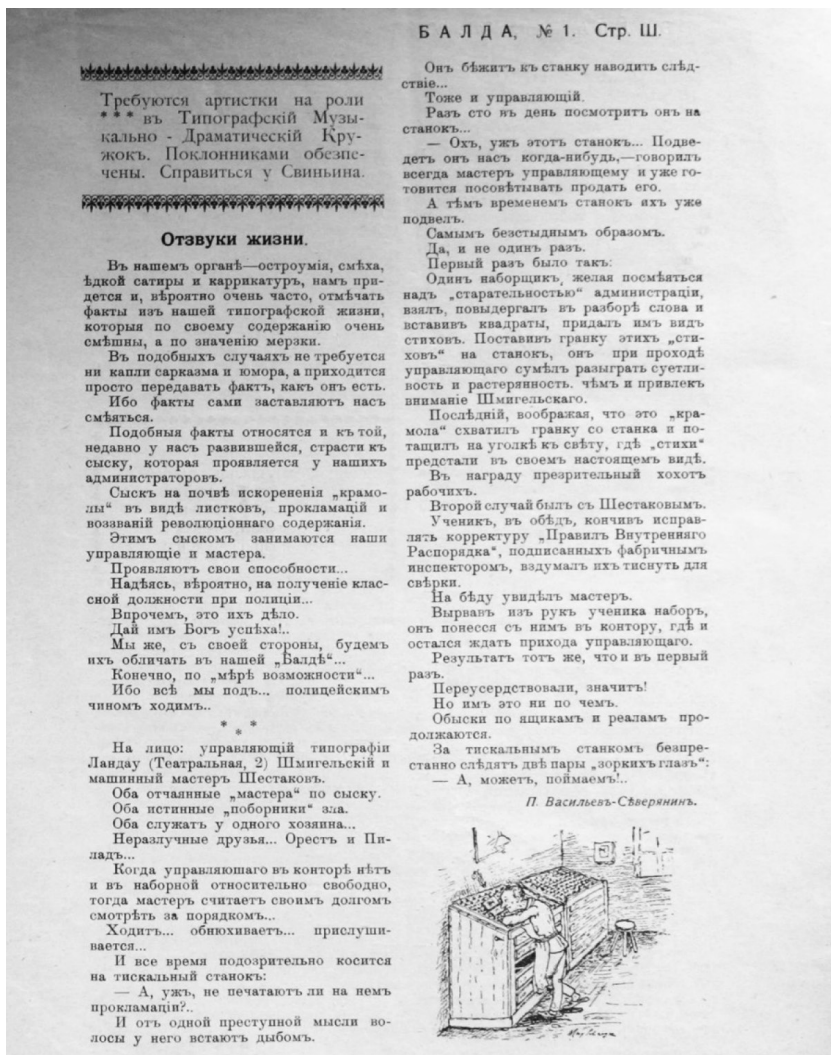 БАЛДА, № 1. Стр. Ш.
Требуются артистки на роли
*** въ Типографскій Музы-
кально - Драматическій Кру-
жокъ. Поклонниками обезпе-
чены. Справиться у Свиньина.
Отзвуки жизни.
Въ нашемъ органѣ—остроумія, смѣха,
ѣдкой сатиры и каррикатуръ, намъ при-
дется и, вѣроятно очень часто, отмѣчать
факты изъ нашей типографской жизни,
которыя по своему содержанію очень
смѣшны, а по значенію мерзки.
Въ подобныхъ случаяхъ не требуется
ни капли сарказма и юмора, а приходится
просто передавать фактъ, какъ онъ есть.
Ибо факты сами заставляютъ насъ
смѣяться.
Подобныя факты относятся и къ той,
недавно у насъ развившейся, страсти къ
сыску, которая проявляется у нашихъ
администраторовъ.
Сыскъ на почвѣ искорененія „крамо-
лы“ въ видѣ листковъ, прокламацій и
воззваній революціоннаго содержанія.
Этимъ сыскомъ занимаются наши
управляющіе и мастера.
Проявляютъ свои способности...
Надѣясь, вѣроятно, на полученіе клас-
сной должности при полиціи...
Впрочемъ, это ихъ дѣло.
Дай имъ Богъ успѣха!..
Мы же, съ своей стороны, будемъ
ихъ обличать въ нашей „Балдѣ“...
Конечно, по „мѣрѣ возможности“...
Ибо всѣ мы подъ... полицейскимъ
чиномъ ходимъ..
* * *
На лицо: управляющій типографіи
Ландау (Театральная, 2) Шмигельскій и
машинный мастеръ Шестаковъ.
Оба отчаянные „мастера“ по сыску.
Оба истинные „поборники“ зла.
Оба служатъ у одного хозяина...
Неразлучные друзья... Орестъ и Пи-
ладъ...
Когда управляюшаго въ конторѣ нѣтъ
и въ наборной относительно свободно,
тогда мастеръ считаетъ своимъ долгомъ
смотрѣть за порядкомъ...
Ходитъ... обнюхиваетъ... прислуши-
вается...
И все время подозрительно косится
на тискальный станокъ:
— А, ужъ, не печатаютъ ли на немъ
прокламаціи?..
И отъ одной преступной мысли во-
лосы у него встаютъ дыбомъ.
Онъ бѣжитъ къ станку наводить слѣд-
ствіе...
Тоже и управляющій.
Разъ сто въ день посмотритъ онъ на
станокъ...
— Охъ, ужъ этотъ станокъ... Подве-
детъ онъ насъ когда-нибудь,—говорилъ
всегда мастеръ управляющему и уже го-
товится посовѣтывать продать его.
А тѣмъ временемъ станокъ ихъ уже
подвелъ.
Самымъ безстыднымъ образомъ.
Да, и не одинъ разъ.
Первый разъ было такъ:
Одинъ наборщикъ, желая посмѣяться
надъ „старательностью“ администраціи,
взялъ, повыдергалъ въ разборѣ слова и
вставивъ квадраты, придалъ имъ видъ
стиховъ. Поставивъ гранку этихъ „сти-
ховъ“ на станокъ, онъ при проходѣ
управляющаго сумѣлъ разыграть суетли-
вость и растерянность. чѣмъ и привлекъ
вниманіе Шмигельскаго.
Послѣдній, воображая, что это „кра-
мола“ схватилъ гранку со станка и по-
тащилъ на уголкѣ къ свѣту, гдѣ „стихи“
предстали въ своемъ настоящемъ видѣ.
Въ награду презрительный хохотъ
рабочихъ.
Второй случай былъ съ Шестаковымъ.
Ученикъ, въ обѣдъ, кончивъ исправ-
лять корректуру „Правилъ Внутренняго
Распорядка“, подписанныхъ фабричнымъ
инспекторомъ, вздумалъ ихъ тиснуть для
свѣрки.
На бѣду увидѣлъ мастеръ.
Вырвавъ изъ рукъ ученика наборъ,
онъ понесся съ нимъ въ контору, гдѣ и
остался ждать прихода управляющаго.
Результатъ тотъ же, что и въ первый
разъ.
Переусердствовали, значитъ!
Но имъ это ни по чемъ.
Обыски по ящикамъ и реаламъ про-
должаются.
За тискальнымъ станкомъ безпре-
станно слѣдятъ двѣ пары „зоркихъ глазъ“:
— А, можетъ, поймаемъ!..
П. Васильевъ-Сѣверянинъ.